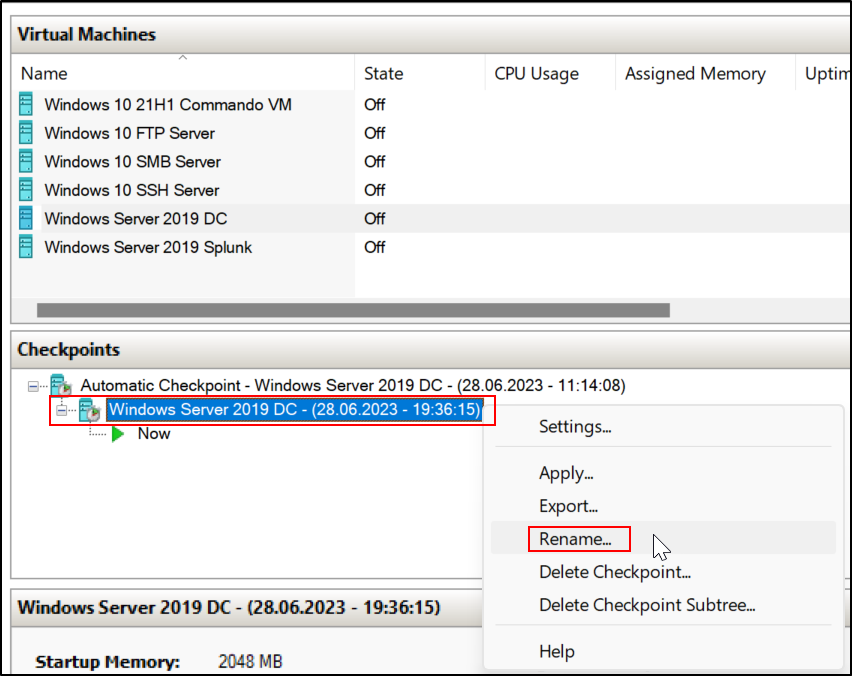 Virtual Machines
Name State CPU Usage Assigned Memory Uptim
Windows 10 21H1 Commando VM Off
Windows 10 FTP Server Off
Windows 10 SMB Server Off
Windows 10 SSH Server Off
Windows Server 2019 DC Off
Windows Server 2019 Splunk Off
Checkpoints
Automatic Checkpoint - Windows Server 2019 DC - (28.06.2023 - 11:14:08)
Windows Server 2019 DC - (28.06.2023 - 19:36:15)
Now
Settings...
Apply...
Export...
Rename...
Delete Checkpoint...
Delete Checkpoint Subtree...
Help
Windows Server 2019 DC - (28.06.2023 - 19:36:15)
Startup Memory: 2048 MB